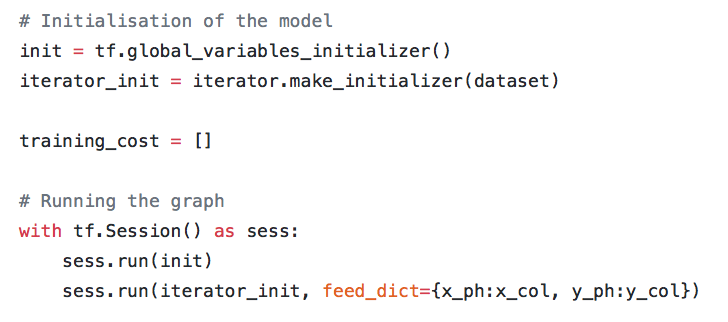 # Initialisation of the model
init = tf.global_variables_initializer()
iterator_init = iterator.make_initializer(dataset)
training_cost = []
# Running the graph
with tf.Session() as sess:
    sess.run(init)
    sess.run(iterator_init, feed_dict={x_ph:x_col, y_ph:y_col})